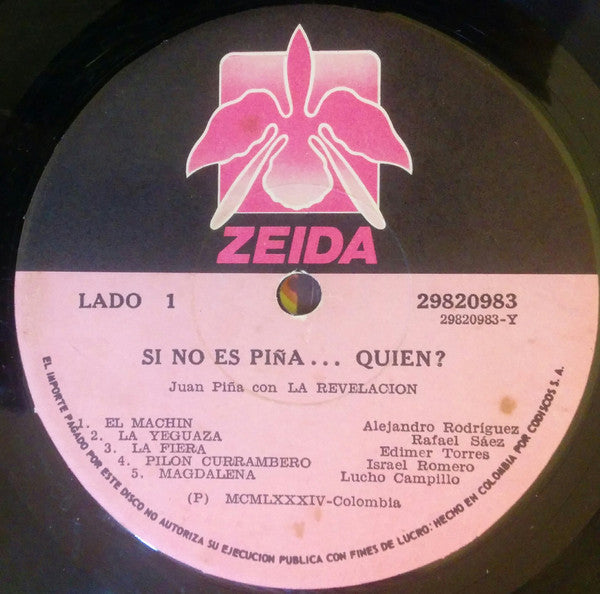 ZEIDA
LADO 1
29820983
29820983-Y
SI NO ES PIÑA... QUIEN?
Juan Piña con LA REVELACION
1. EL MACHIN Alejandro Rodríguez
2. LA YEGUAZA Rafael Sáez
3. LA FIERA Edimer Torres
4. PILON CURRAMBERO Israel Romero
5. MAGDALENA Lucho Campillo
(P) MCMLXXXIV-Colombia
EL IMPORTE PAGADO POR ESTE DISCO NO AUTORIZA SU EJECUCION PUBLICA CON FINES DE LUCRO: HECHO EN COLOMBIA POR CODISCOS S.A.